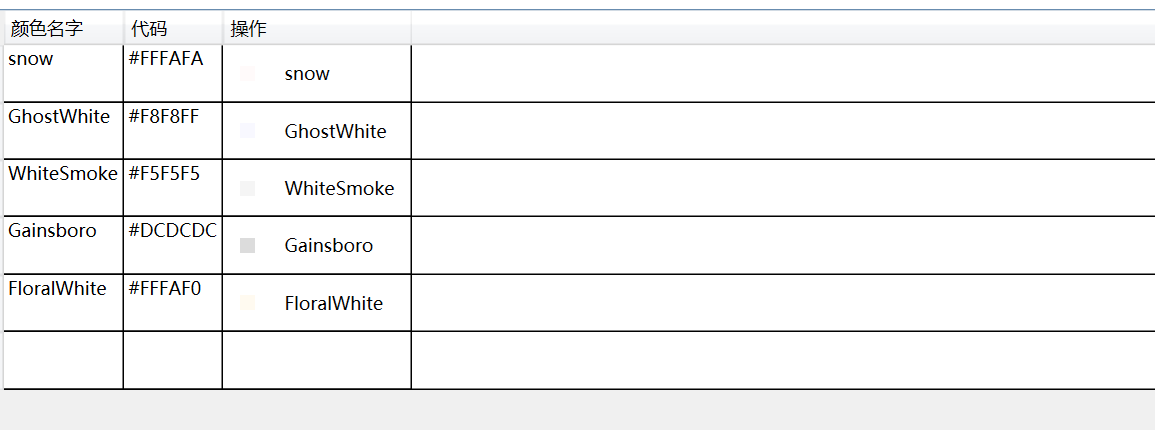 颜色名字 代码 操作
snow #FFFAFA snow
GhostWhite #F8F8FF GhostWhite
WhiteSmoke #F5F5F5 WhiteSmoke
Gainsboro #DCDCDC Gainsboro
FloralWhite #FFFAF0 FloralWhite